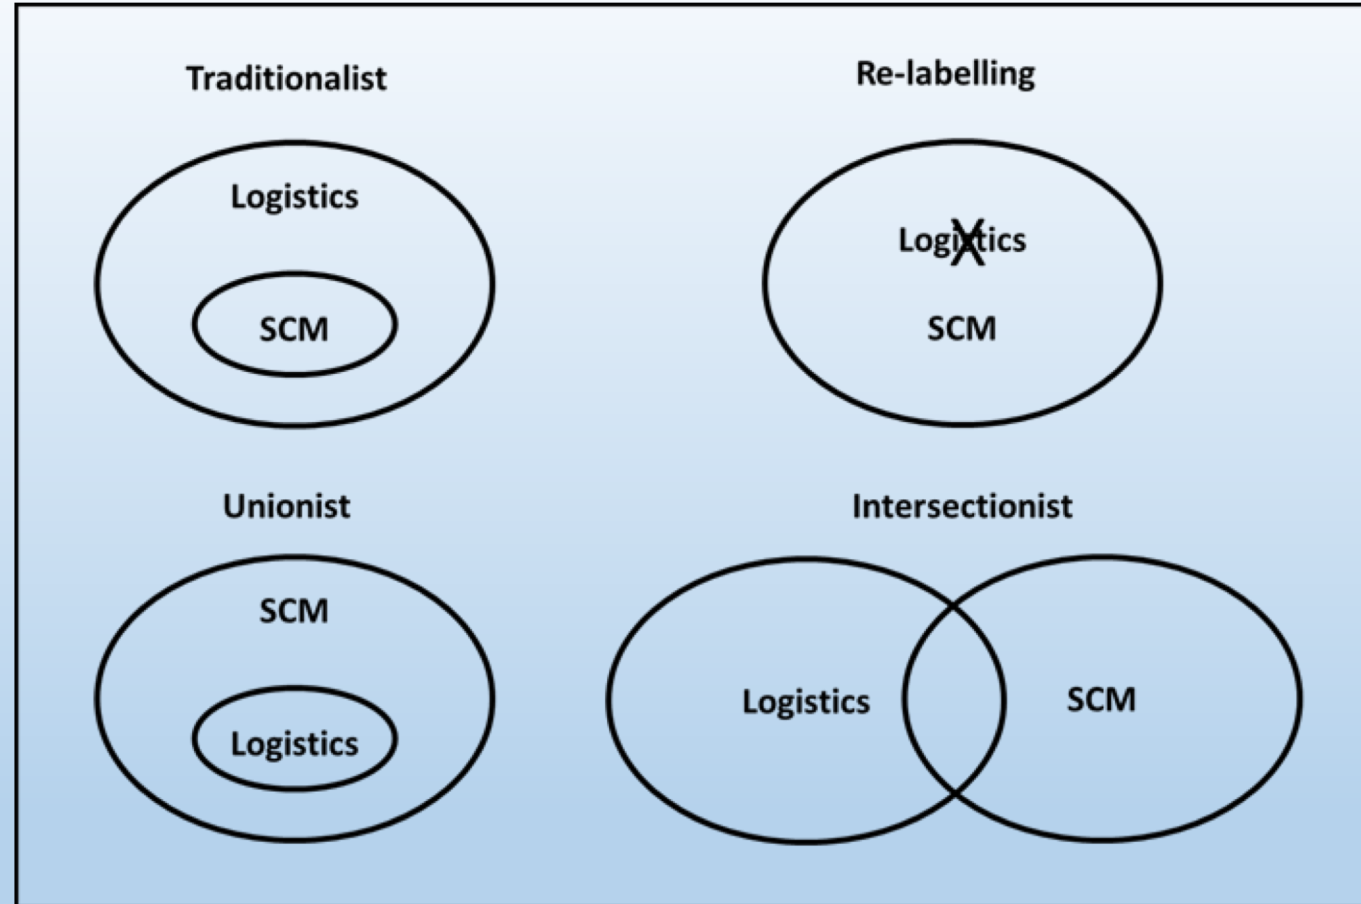 Traditionalist
Logistics
SCM
Re-labelling
Logistics
X
SCM
Unionist
SCM
Logistics
Intersectionist
Logistics
SCM